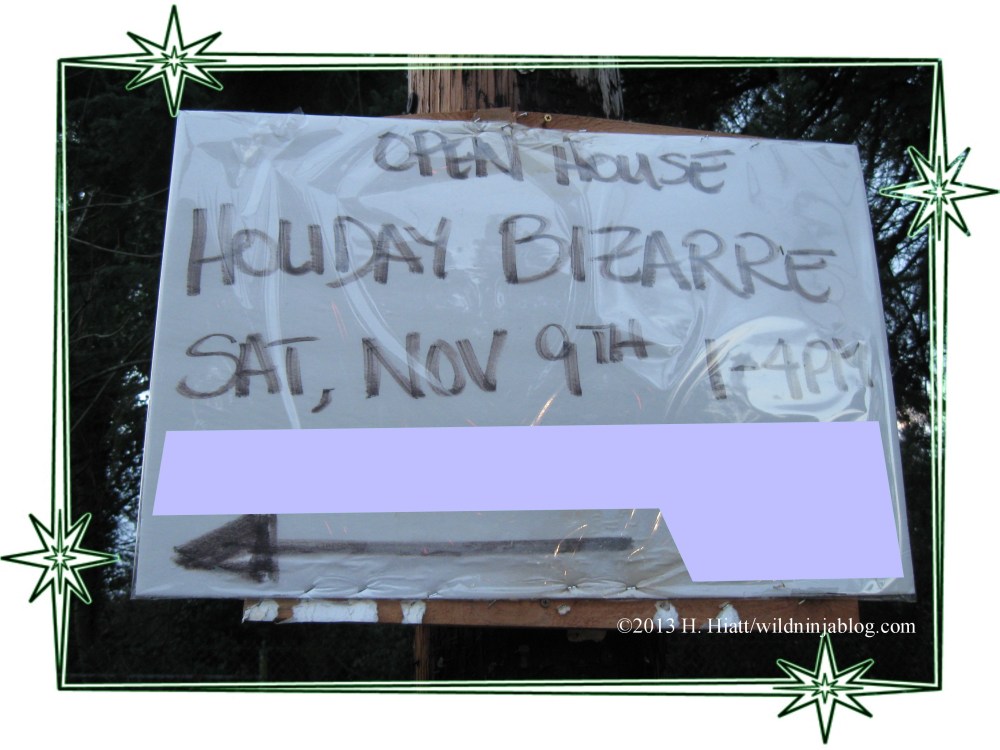 OPEN HOUSE
HOLIDAY BIZARRE
SAT, NOV 9TH 1-4PM
©2013 H. Hiatt/wildninjablog.com